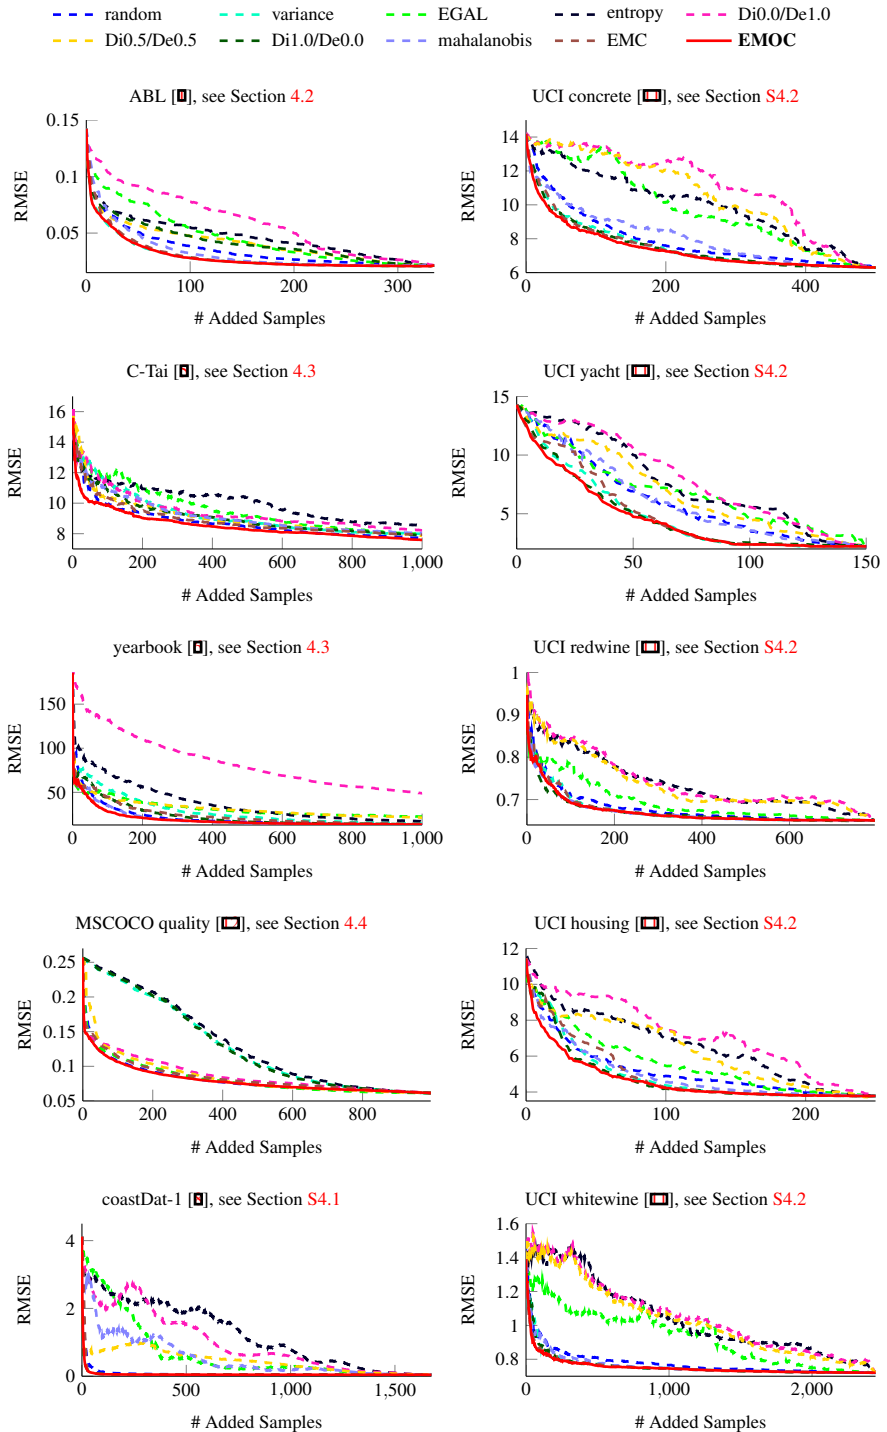 random variance EGAL entropy Di0.0/De1.0
Di0.5/De0.5 Di1.0/De0.0 mahalanobis EMC EMOC
ABL [], see Section 4.2
RMSE
0.15
0.1
0.05
0 100 200 300
# Added Samples
UCI concrete [], see Section S4.2
RMSE
14
12
10
8
6
0 200 400
# Added Samples
C-Tai [], see Section 4.3
RMSE
16
14
12
10
8
0 200 400 600 800 1,000
# Added Samples
UCI yacht [], see Section S4.2
RMSE
15
10
5
0 50 100 150
# Added Samples
yearbook [], see Section 4.3
RMSE
150
100
50
0 200 400 600 800 1,000
# Added Samples
UCI redwine [], see Section S4.2
RMSE
1
0.9
0.8
0.7
0 200 400 600
# Added Samples
MSCOCO quality [], see Section 4.4
RMSE
0.25
0.2
0.15
0.1
0.05
0 200 400 600 800
# Added Samples
UCI housing [], see Section S4.2
RMSE
12
10
8
6
4
0 100 200
# Added Samples
coastDat-1 [], see Section S4.1
RMSE
4
2
0
0 500 1,000 1,500
# Added Samples
UCI whitewine [], see Section S4.2
RMSE
1.6
1.4
1.2
1
0.8
0 1,000 2,000
# Added Samples